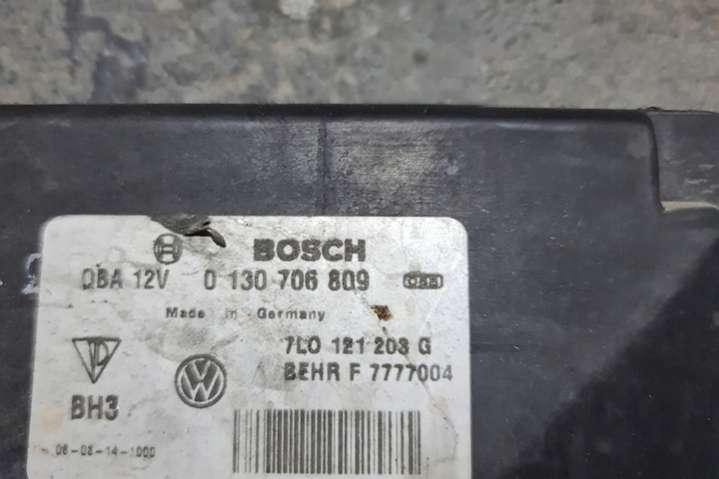 BOSCH
QBA 12V 0 130 706 809
Made in Germany
7L0 121 203 G
BEHR F 7777004
BH3
06-08-14-1000